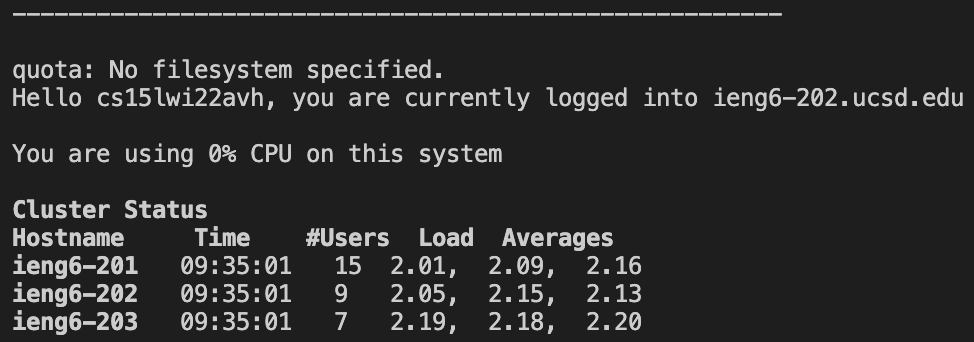 -------------------------------------------------------
quota: No filesystem specified.
Hello cs15lwi22avh, you are currently logged into ieng6-202.ucsd.edu
You are using 0% CPU on this system
Cluster Status
Hostname     Time    #Users  Load  Averages
ieng6-201   09:35:01   15  2.01,  2.09,  2.16
ieng6-202   09:35:01   9   2.05,  2.15,  2.13
ieng6-203   09:35:01   7   2.19,  2.18,  2.20